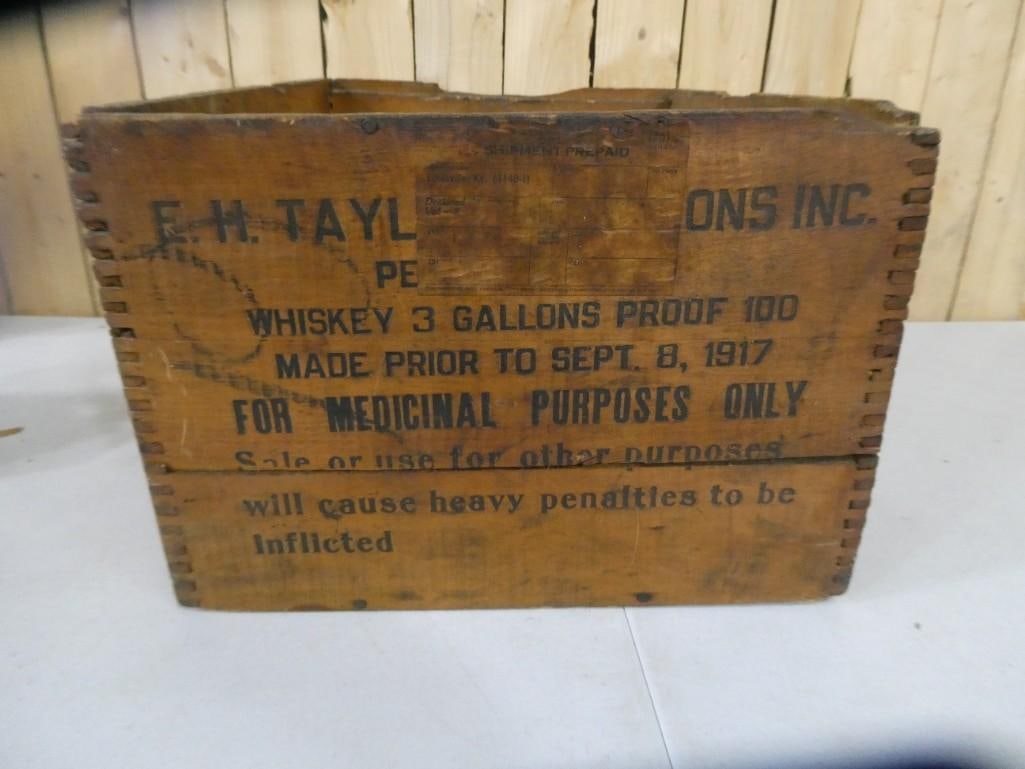 SHIPMENT PREPAID
E. H. TAYL ONS INC.
PE
WHISKEY 3 GALLONS PROOF 100
MADE PRIOR TO SEPT. 8, 1917
FOR MEDICINAL PURPOSES ONLY
Sale or use for other purposes
will cause heavy penalties to be
Inflicted